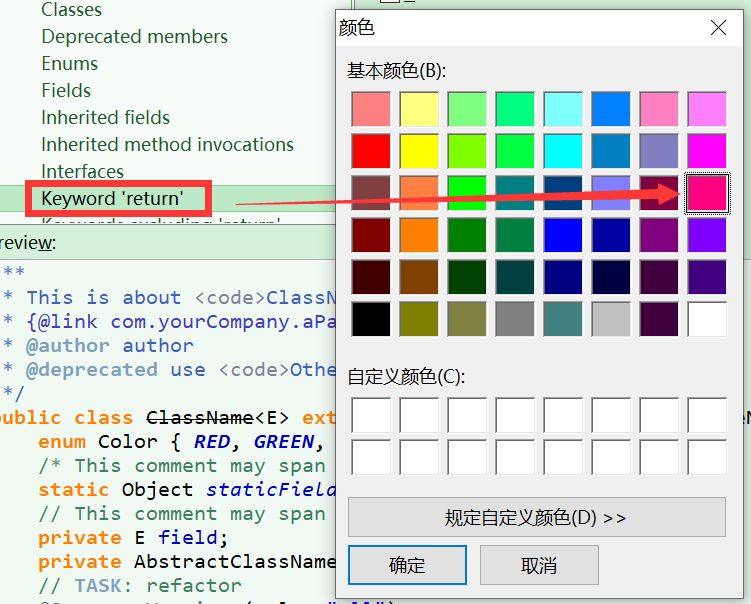 Classes
Deprecated members
Enums
Fields
Inherited fields
Inherited method invocations
Interfaces
Keyword 'return'
Keywords excluding 'return'
review:
**
* This is about <code>ClassN
* {@link com.yourCompany.aPa
* @author author
* @deprecated use <code>Othe
*/
public class ClassName<E> ext
enum Color { RED, GREEN,
/* This comment may span
static Object staticField
// This comment may span
private E field;
private AbstractClassName
// TASK: refactor
颜色
基本颜色(B):
自定义颜色(C):
规定自定义颜色(D) >>
确定
取消